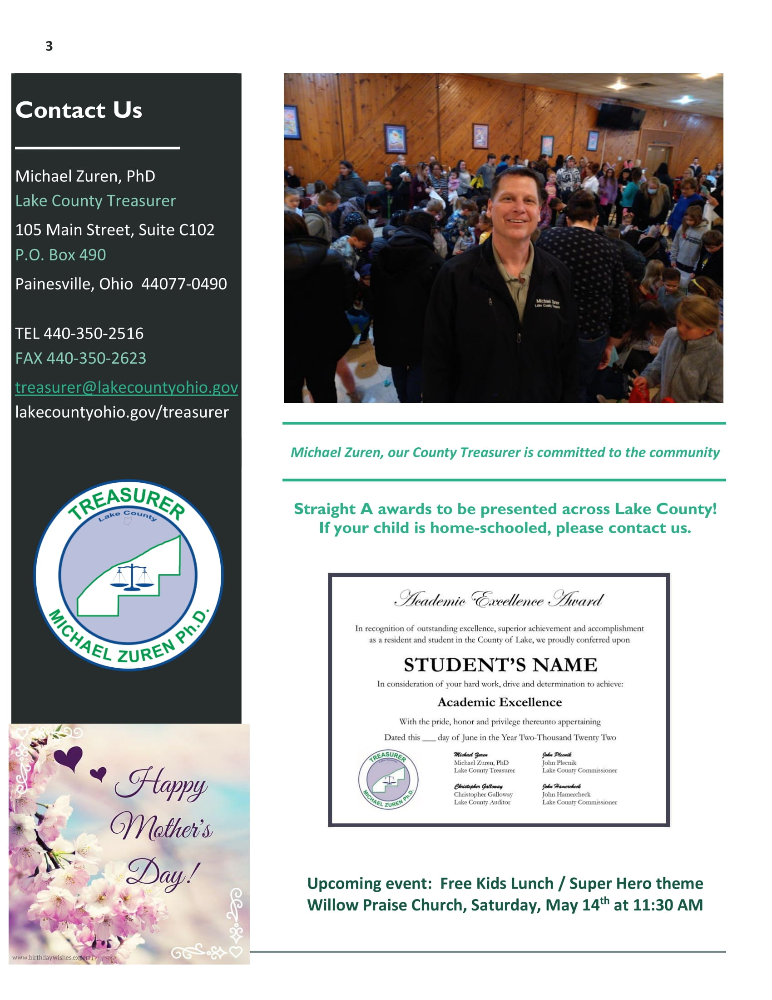 3
Contact Us
Michael Zuren, PhD
Lake County Treasurer
105 Main Street, Suite C102
P.O. Box 490
Painesville, Ohio  44077-0490
TEL 440-350-2516
FAX 440-350-2623
treasurer@lakecountyohio.gov
lakecountyohio.gov/treasurer
TREASURER
Lake County
MICHAEL ZUREN Ph.D.
Happy
Mother's
Day!
www.birthdaywishes.expert
Michael Zuren
Lake County Treasurer
Michael Zuren, our County Treasurer is committed to the community
Straight A awards to be presented across Lake County!
If your child is home-schooled, please contact us.
Academic Excellence Award
In recognition of outstanding excellence, superior achievement and accomplishment
as a resident and student in the County of Lake, we proudly conferred upon
STUDENT'S NAME
In consideration of your hard work, drive and determination to achieve:
Academic Excellence
With the pride, honor and privilege thereunto appertaining
Dated this ___ day of June in the Year Two-Thousand Twenty Two
TREASURER
Lake County
MICHAEL ZUREN Ph.D.
Michael Zuren
Michael Zuren, PhD
Lake County Treasurer
John Plecnik
John Plecnik
Lake County Commissioner
Christopher Galloway
Christopher Galloway
Lake County Auditor
John Hamercheck
John Hamercheck
Lake County Commissioner
Upcoming event:  Free Kids Lunch / Super Hero theme
Willow Praise Church, Saturday, May 14th at 11:30 AM